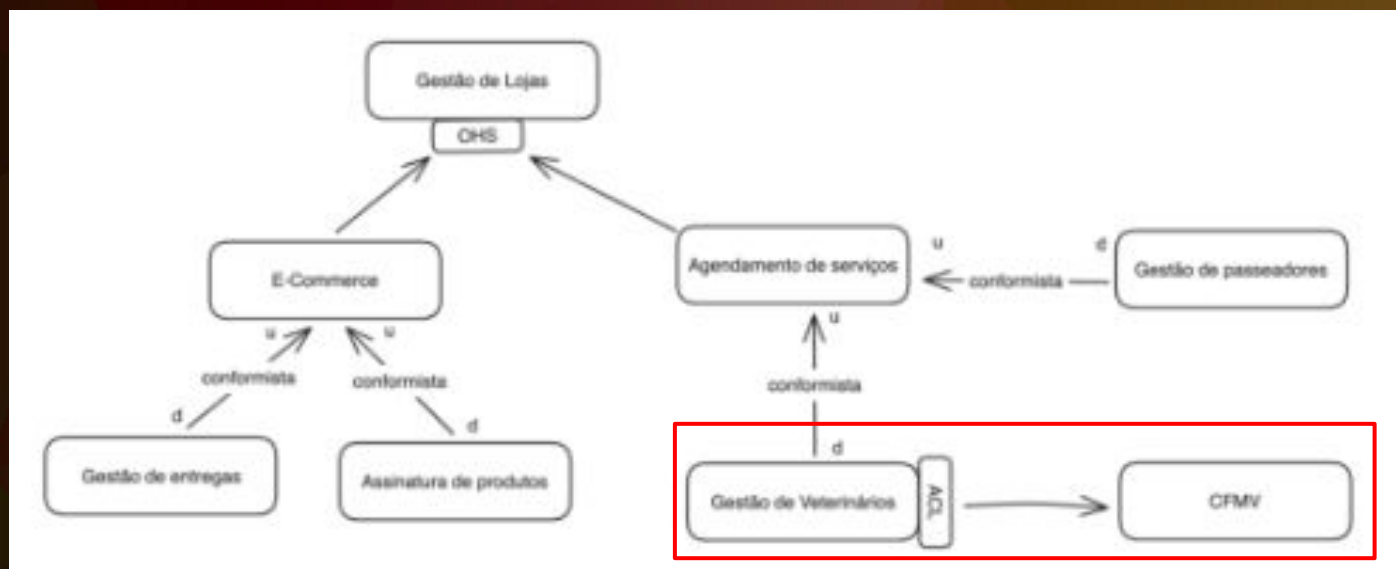 Gestão de Lojas
OHS
E-Commerce
Agendamento de serviços
u
d
conformista
Gestão de passeadores
u
u
conformista
conformista
d
d
u
conformista
d
Gestão de entregas
Assinatura de produtos
Gestão de Veterinários
ACL
CFMV